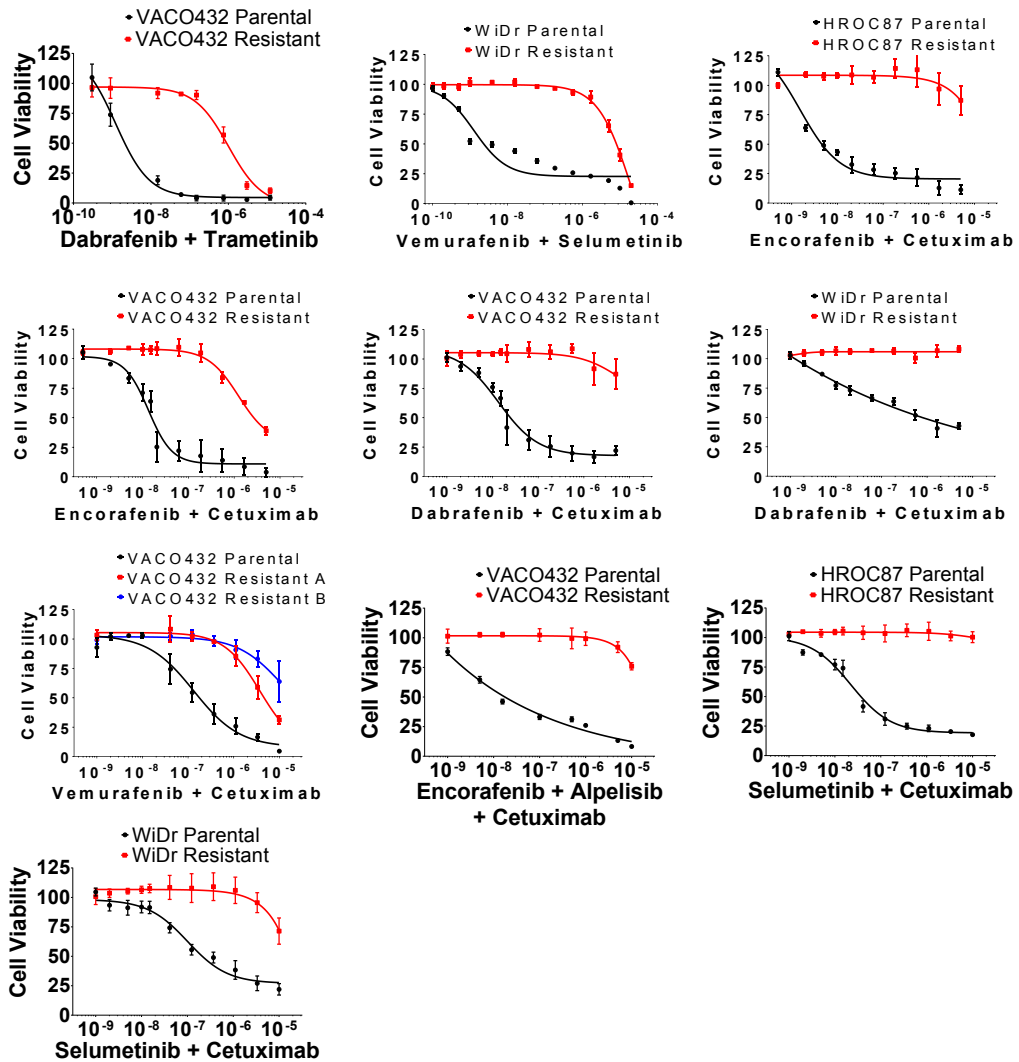 VACO432 Parental
VACO432 Resistant
Cell Viability
125
100
75
50
25
0
10-10
10-8
10-6
10-4
Dabrafenib + Trametinib
WiDr Parental
WiDr Resistant
Cell Viability
125
100
75
50
25
0
10-10
10-8
10-6
10-4
Vemurafenib + Selumetinib
HROC87 Parental
HROC87 Resistant
Cell Viability
125
100
75
50
25
0
10-9
10-8
10-7
10-6
10-5
Encorafenib + Cetuximab
VACO432 Parental
VACO432 Resistant
Cell Viability
125
100
75
50
25
0
10-9
10-8
10-7
10-6
10-5
Encorafenib + Cetuximab
VACO432 Parental
VACO432 Resistant
Cell Viability
125
100
75
50
25
0
10-9
10-8
10-7
10-6
10-5
Dabrafenib + Cetuximab
WiDr Parental
WiDr Resistant
Cell Viability
125
100
75
50
25
0
10-9
10-8
10-7
10-6
10-5
Dabrafenib + Cetuximab
VACO432 Parental
VACO432 Resistant A
VACO432 Resistant B
Cell Viability
125
100
75
50
25
0
10-9
10-8
10-7
10-6
10-5
Vemurafenib + Cetuximab
VACO432 Parental
VACO432 Resistant
Cell Viability
125
100
75
50
25
0
10-9
10-8
10-7
10-6
10-5
Encorafenib + Alpelisib
+ Cetuximab
HROC87 Parental
HROC87 Resistant
Cell Viability
125
100
75
50
25
0
10-9
10-8
10-7
10-6
10-5
Selumetinib + Cetuximab
WiDr Parental
WiDr Resistant
Cell Viability
125
100
75
50
25
0
10-9
10-8
10-7
10-6
10-5
Selumetinib + Cetuximab